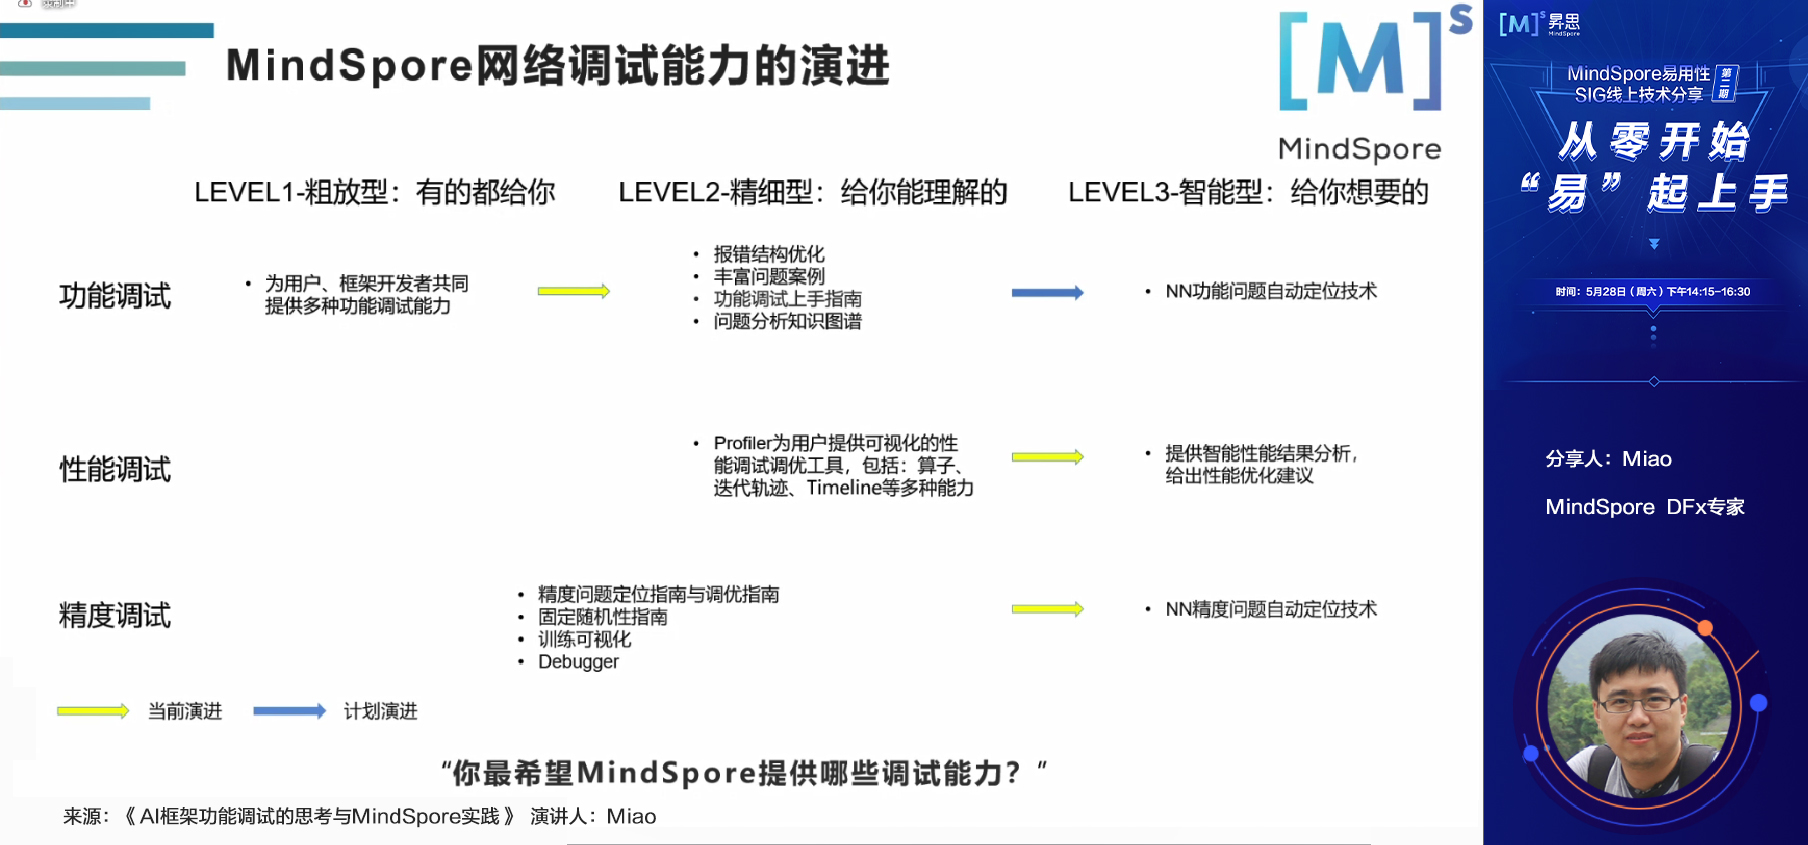 录制中
MindSpore网络调试能力的演进
[M]s
MindSpore
LEVEL1-粗放型：有的都给你
LEVEL2-精细型：给你能理解的
LEVEL3-智能型：给你想要的
功能调试
• 为用户、框架开发者共同
提供多种功能调试能力
• 报错结构优化
• 丰富问题案例
• 功能调试上手指南
• 问题分析知识图谱
• NN功能问题自动定位技术
性能调试
• Profiler为用户提供可视化的性
能调试调优工具，包括：算子、
迭代轨迹、Timeline等多种能力
• 提供智能性能结果分析，
给出性能优化建议
精度调试
• 精度问题定位指南与调优指南
• 固定随机性指南
• 训练可视化
• Debugger
• NN精度问题自动定位技术
当前演进
计划演进
“你最希望MindSpore提供哪些调试能力？”
来源：《AI框架功能调试的思考与MindSpore实践》 演讲人：Miao
[M]s 昇思
MindSpore
MindSpore易用性
SIG线上技术分享
第二期
从零开始
“易”起上手
时间：5月28日（周六）下午14:15-16:30
分享人：Miao
MindSpore DFx专家